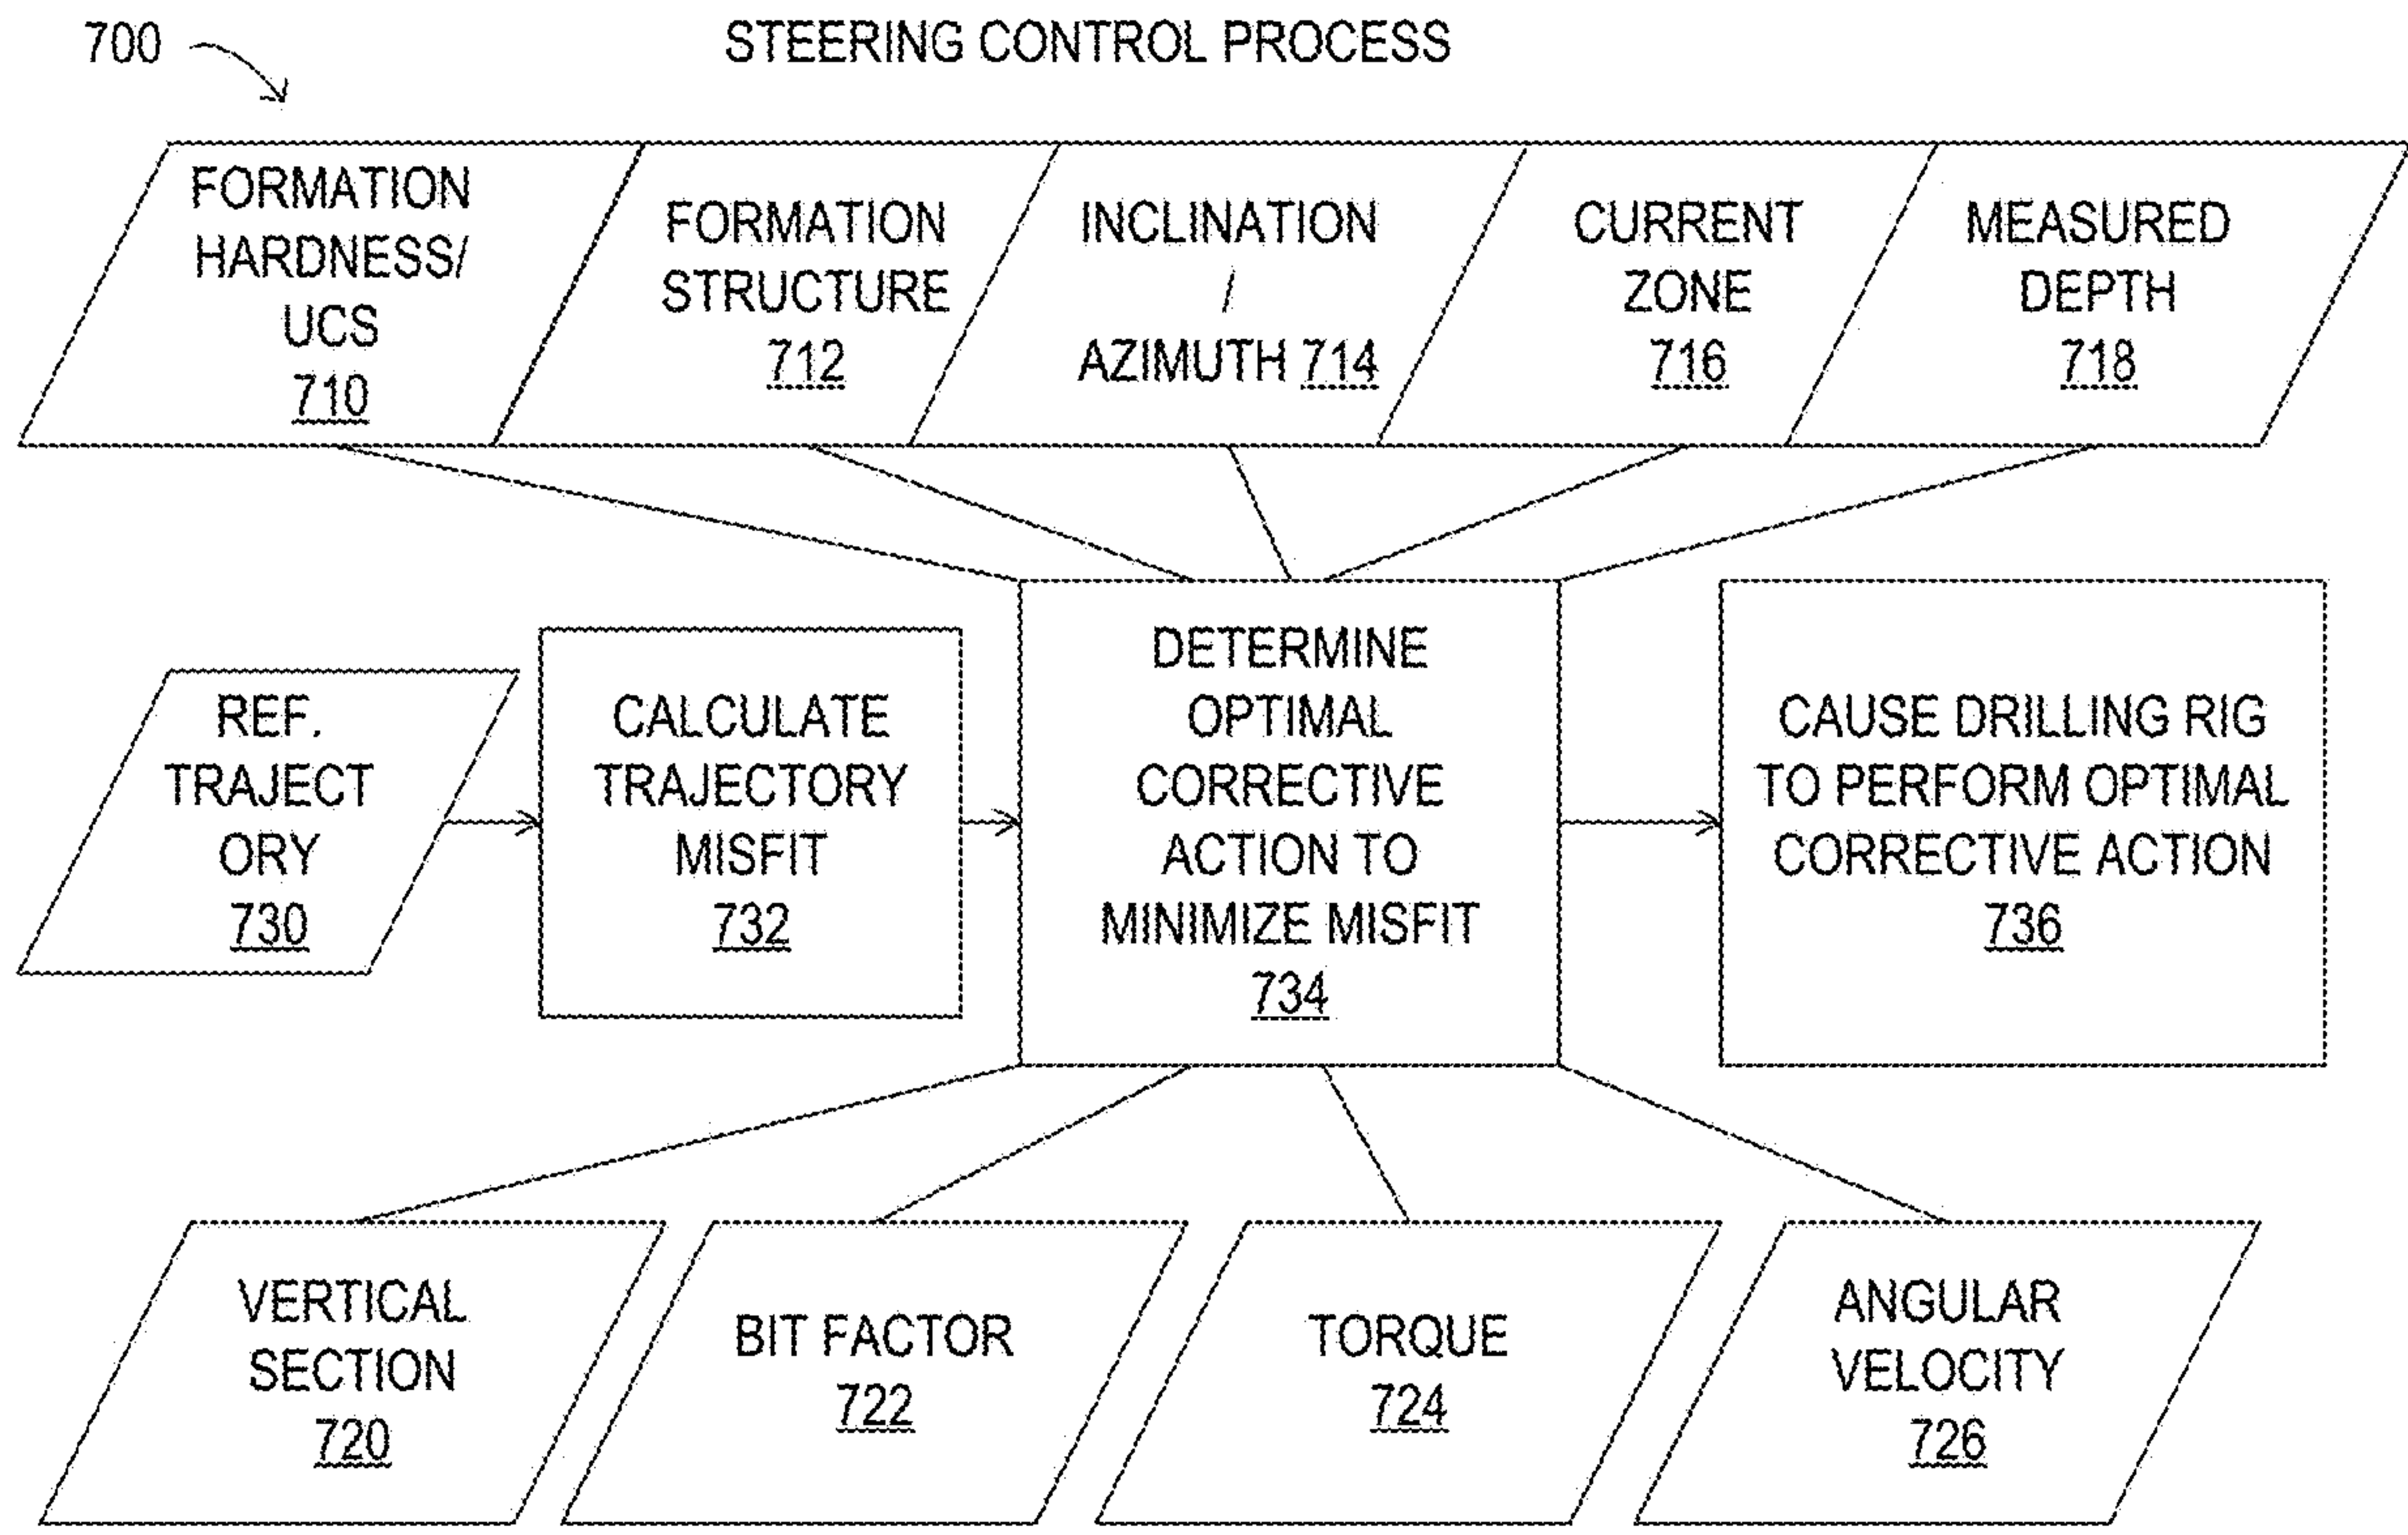 700
STEERING CONTROL PROCESS
FORMATION
HARDNESS/
UCS
710
FORMATION
STRUCTURE
712
INCLINATION
/
AZIMUTH 714
CURRENT
ZONE
716
MEASURED
DEPTH
718
REF.
TRAJECT
ORY
730
CALCULATE
TRAJECTORY
MISFIT
732
DETERMINE
OPTIMAL
CORRECTIVE
ACTION TO
MINIMIZE MISFIT
734
CAUSE DRILLING RIG
TO PERFORM OPTIMAL
CORRECTIVE ACTION
736
VERTICAL
SECTION
720
BIT FACTOR
722
TORQUE
724
ANGULAR
VELOCITY
726